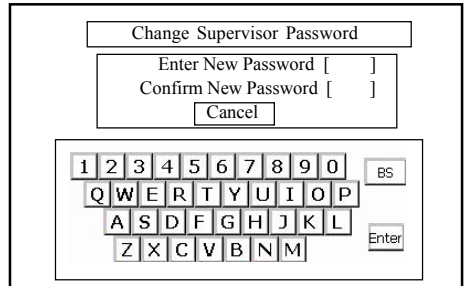 Change Supervisor Password
Enter New Password [ ]
Confirm New Password [ ]
Cancel
1 2 3 4 5 6 7 8 9 0 BS
Q W E R T Y U I O P
A S D F G H J K L
Z X C V B N M Enter